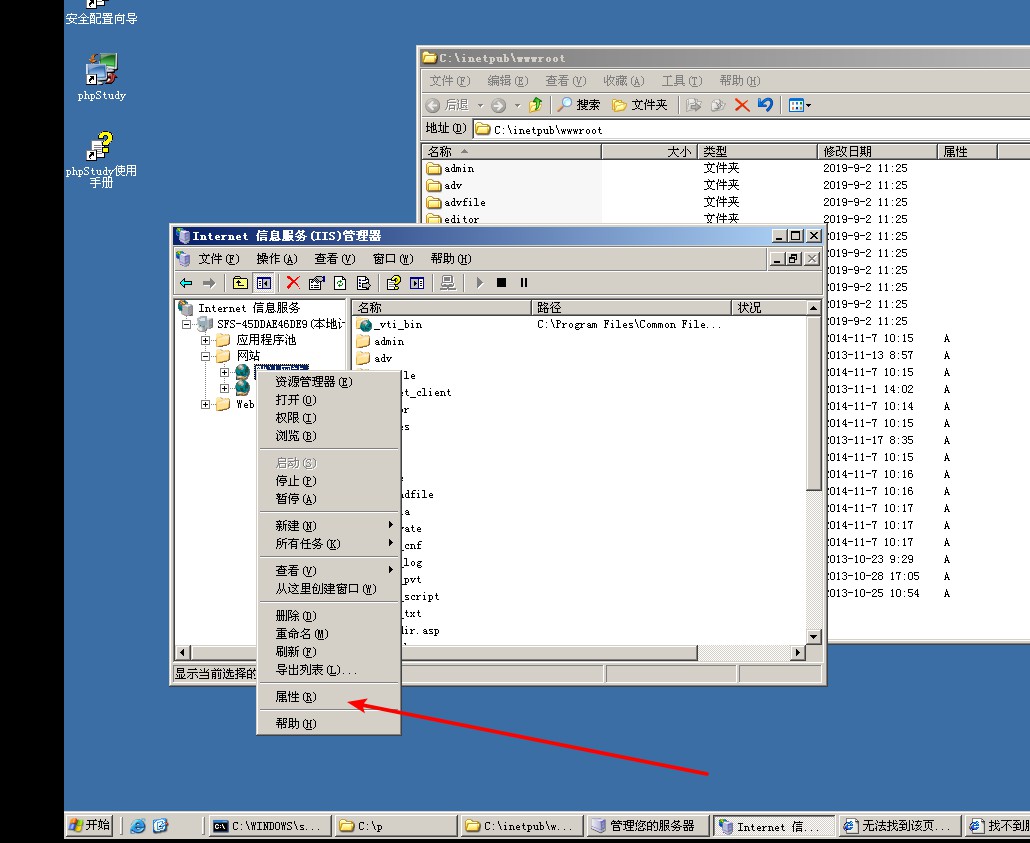 安全配置向导
phpStudy
phpStudy使用
手册
C:\inetpub\wwwroot
文件(F) 编辑(E) 查看(V) 收藏(A) 工具(T) 帮助(H)
后退 搜索 文件夹
地址(D) C:\inetpub\wwwroot
名称 大小 类型 修改日期 属性
admin 文件夹 2019-9-2 11:25
adv 文件夹 2019-9-2 11:25
advfile 文件夹 2019-9-2 11:25
editor 文件夹 2019-9-2 11:25
2019-9-2 11:25
2019-9-2 11:25
2019-9-2 11:25
2019-9-2 11:25
2019-9-2 11:25
2019-9-2 11:25
2014-11-7 10:15 A
2013-11-13 8:57 A
2014-11-7 10:15 A
2013-11-1 14:02 A
2014-11-7 10:14 A
2014-11-7 10:15 A
2013-11-17 8:35 A
2014-11-7 10:15 A
2014-11-7 10:16 A
2014-11-7 10:16 A
2014-11-7 10:17 A
2014-11-7 10:17 A
2014-11-7 10:17 A
2013-10-23 9:29 A
2013-10-28 17:05 A
2013-10-25 10:54 A
Internet 信息服务(IIS)管理器
文件(F) 操作(A) 查看(V) 窗口(W) 帮助(H)
Internet 信息服务
SFS-45DDAE46DE9(本地计
应用程序池
网站
Web
名称 路径 状况
_vti_bin C:\Program Files\Common File...
admin
adv
le
et_client
or
es
e
adfile
ia
vate
_cnf
_log
_pvt
_script
_txt
dir.asp
显示当前选择的
资源管理器(E)
打开(O)
权限(I)
浏览(B)
启动(S)
停止(P)
暂停(A)
新建(N)
所有任务(K)
查看(V)
从这里创建窗口(W)
删除(D)
重命名(M)
刷新(F)
导出列表(L)...
属性(R)
帮助(H)
开始
C:\WINDOWS\s...
C:\p
C:\inetpub\w...
管理您的服务器
Internet 信...
无法找到该页...
找不到服